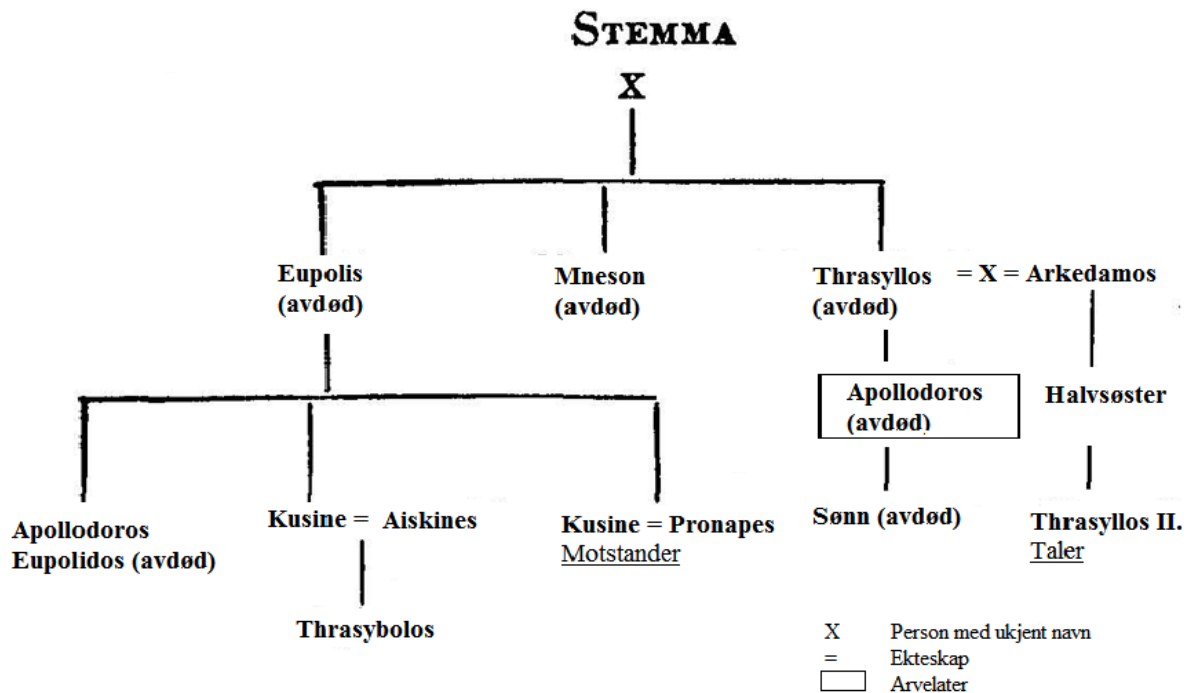 STEMMA
X
Eupolis
(avdød)
Mneson
(avdød)
Thrasyllos
(avdød)
= X = Arkedamos
Apollodoros
(avdød)
Halvsøster
Apollodoros
Eupolidos (avdød)
Kusine = Aiskines
Kusine = Pronapes
Motstander
Sønn (avdød)
Thrasyllos II.
Taler
Thrasybolos
X Person med ukjent navn
= Ekteskap
Arvelater